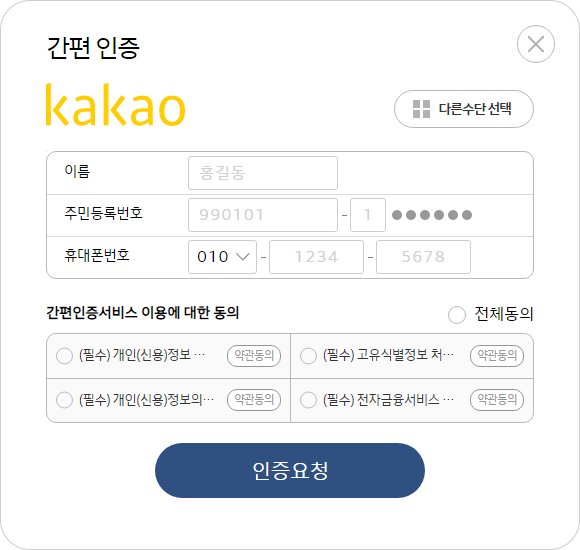 간편 인증
kakao
다른수단 선택
이름 홍길동
주민등록번호 990101 - 1 ●●●●●●
휴대폰번호 010 - 1234 - 5678
간편인증서비스 이용에 대한 동의 전체동의
(필수) 개인(신용)정보 … 약관동의 (필수) 고유식별정보 처… 약관동의
(필수) 개인(신용)정보의… 약관동의 (필수) 전자금융서비스 … 약관동의
인증요청